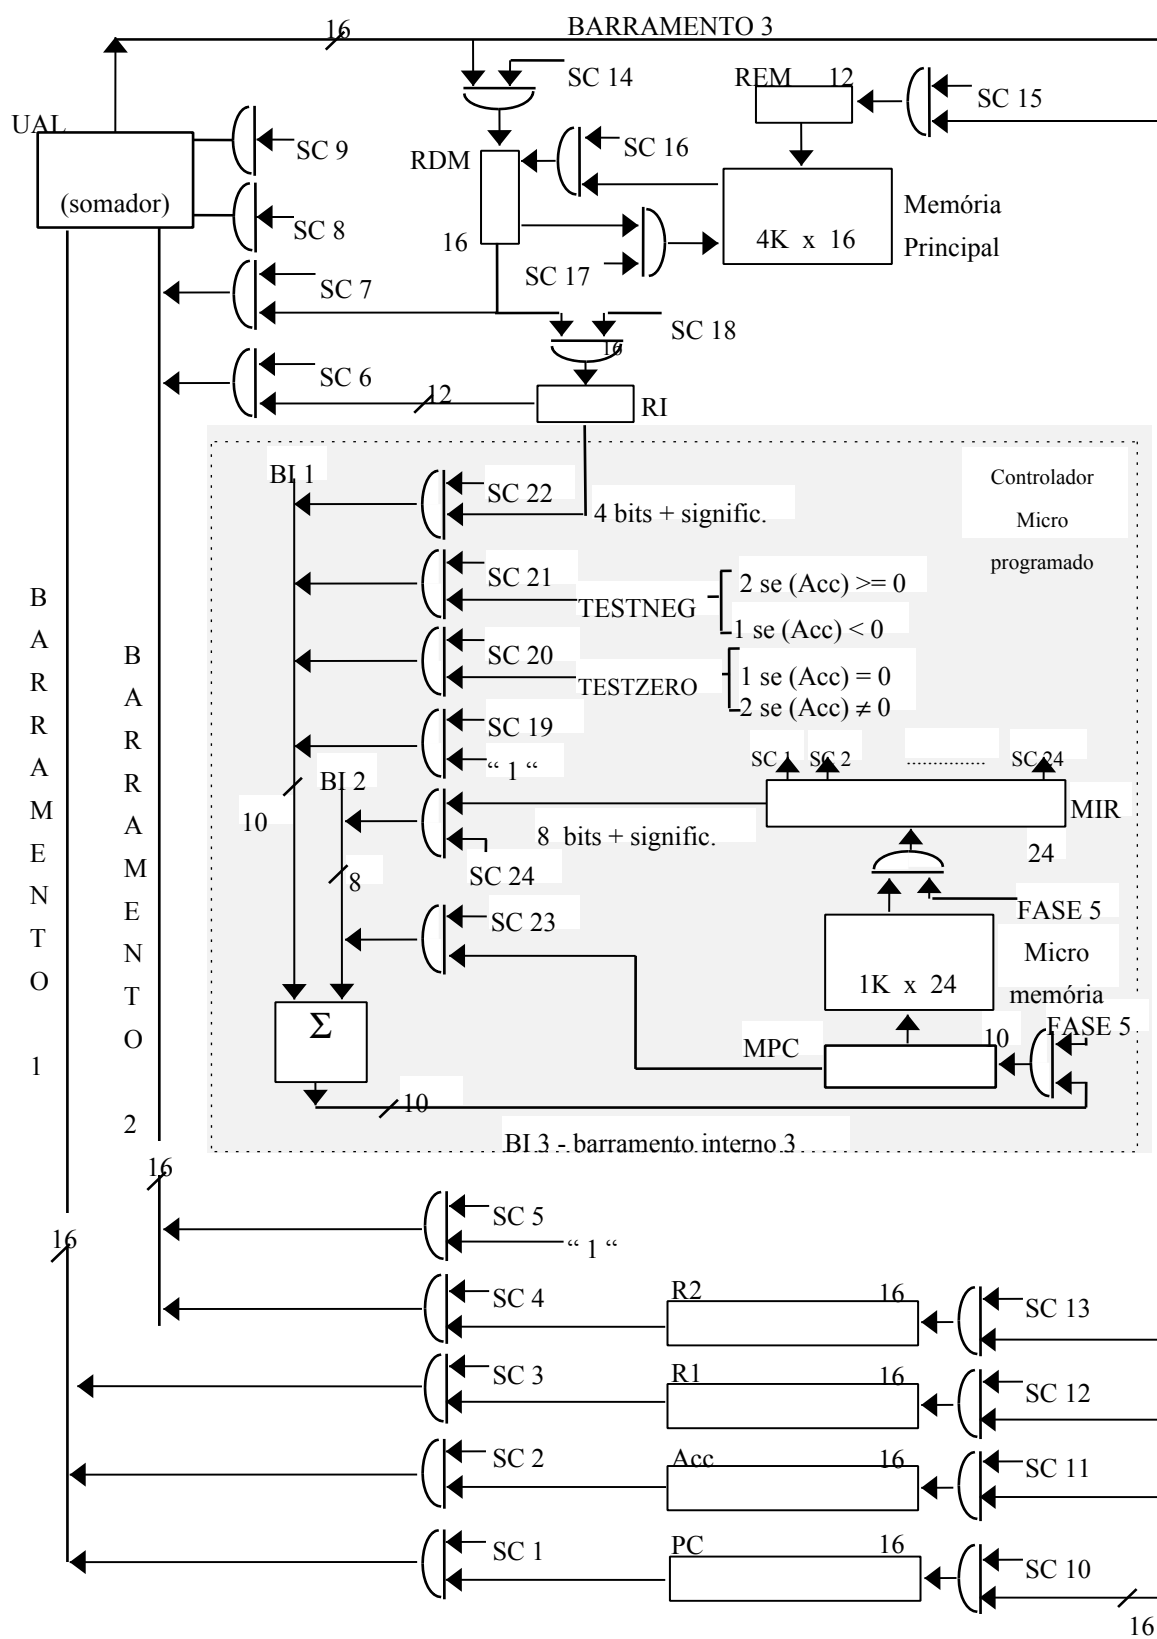 16
BARRAMENTO 3
SC 14
REM 12
SC 15
UAL
SC 9
RDM
SC 16
(somador)
SC 8
16
4K x 16
Memória
Principal
SC 17
SC 7
SC 18
16
SC 6
12
RI
BI 1
SC 22
4 bits + signific.
Controlador
Micro
programado
SC 21
TESTNEG
2 se (Acc) >= 0
1 se (Acc) < 0
SC 20
TESTZERO
1 se (Acc) = 0
2 se (Acc) ≠ 0
SC 19
“ 1 “
SC 1
SC 2
................
SC 24
BI 2
10
MIR
8 bits + signific.
24
SC 24
8
FASE 5
SC 23
Micro
memória
1K x 24
Σ
MPC
10
FASE 5
10
BI 3 - barramento interno 3
BARRAMENTO 1
BARRAMENTO 2
16
16
SC 5
“ 1 “
SC 4
R2 16
SC 13
SC 3
R1 16
SC 12
SC 2
Acc 16
SC 11
SC 1
PC 16
SC 10
16